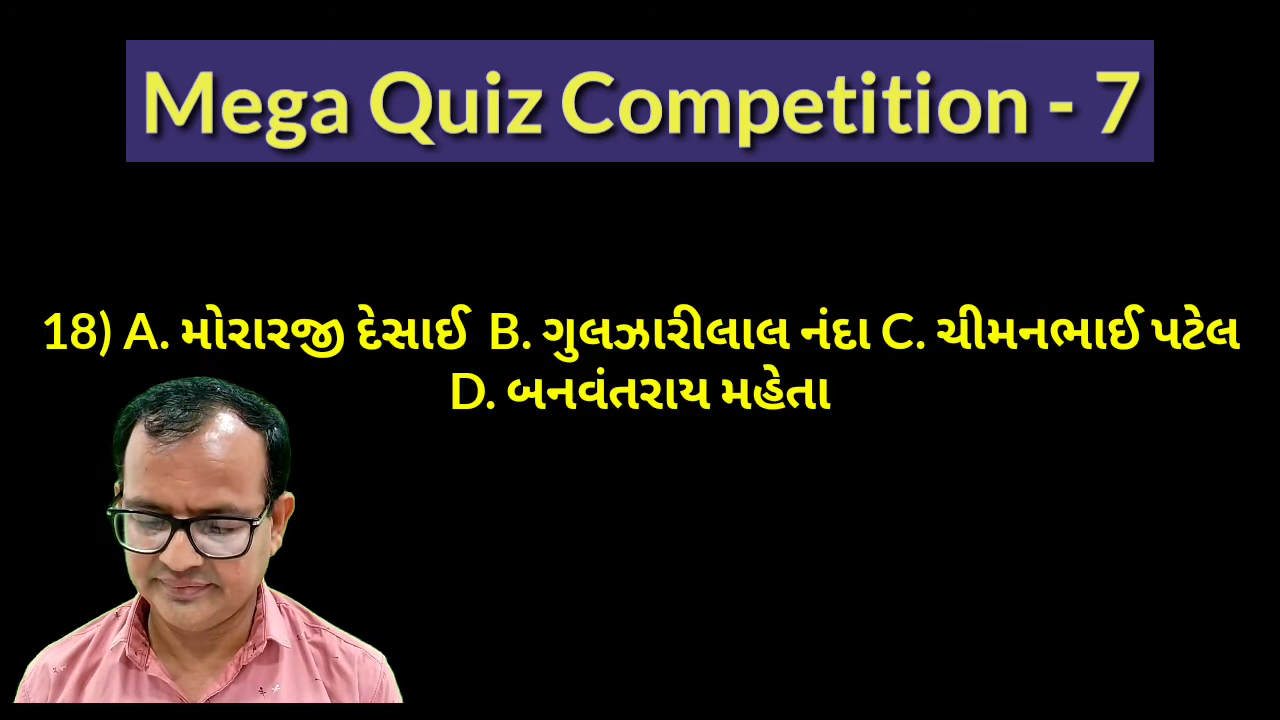 Mega Quiz Competition - 7
18) A. મોરારજી દેસાઈ B. ગુલઝારીલાલ નંદા C. ચીમનભાઈ પટેલ
D. બનવંતરાય મહેતા